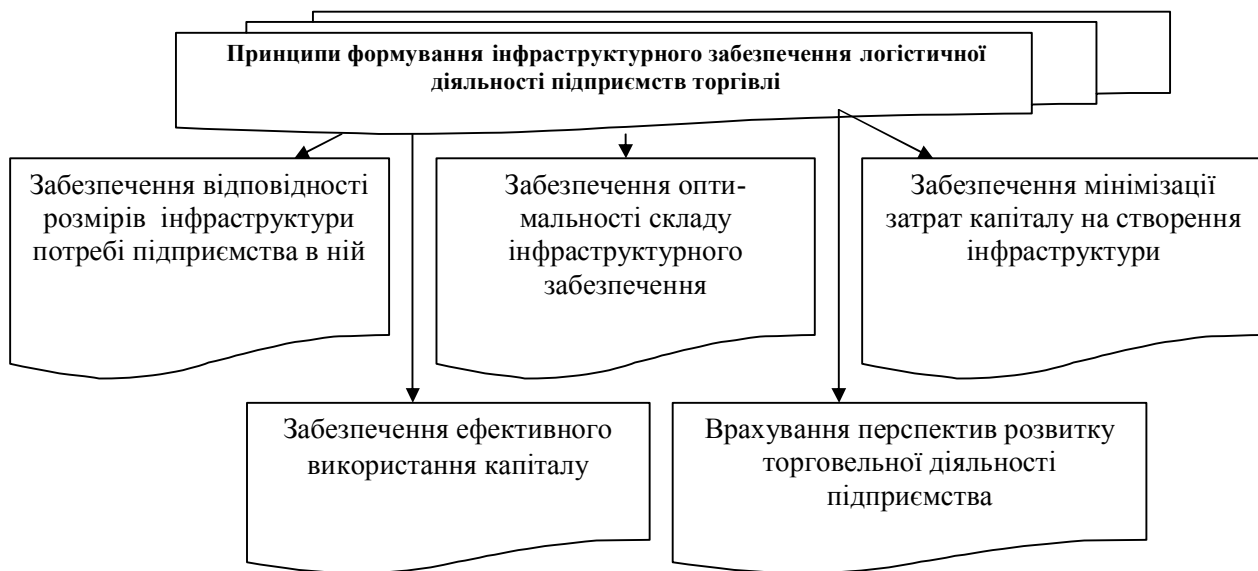 Принципи формування інфраструктурного забезпечення логістичної
діяльності підприємств торгівлі
Забезпечення відповідності
розмірів інфраструктури
потребі підприємства в ній
Забезпечення опти-
мальності складу
інфраструктурного
забезпечення
Забезпечення мінімізації
затрат капіталу на створення
інфраструктури
Забезпечення ефективного
використання капіталу
Врахування перспектив розвитку
торговельної діяльності
підприємства